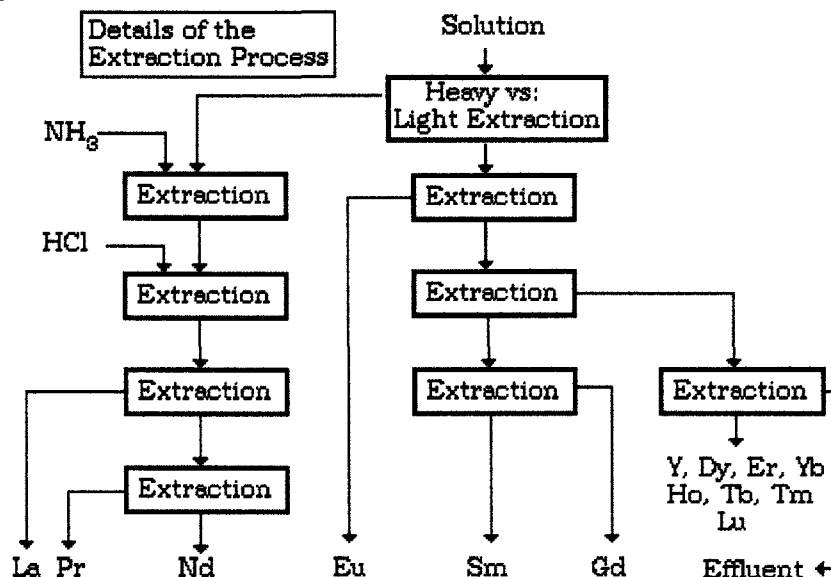 Details of the
Extraction Process
Solution
Heavy vs:
Light Extraction
NH3
Extraction
Extraction
HCl
Extraction
Extraction
Extraction
Extraction
Extraction
Extraction
Y, Dy, Er, Yb
Ho, Tb, Tm
Lu
La Pr Nd Eu Sm Gd Effluent